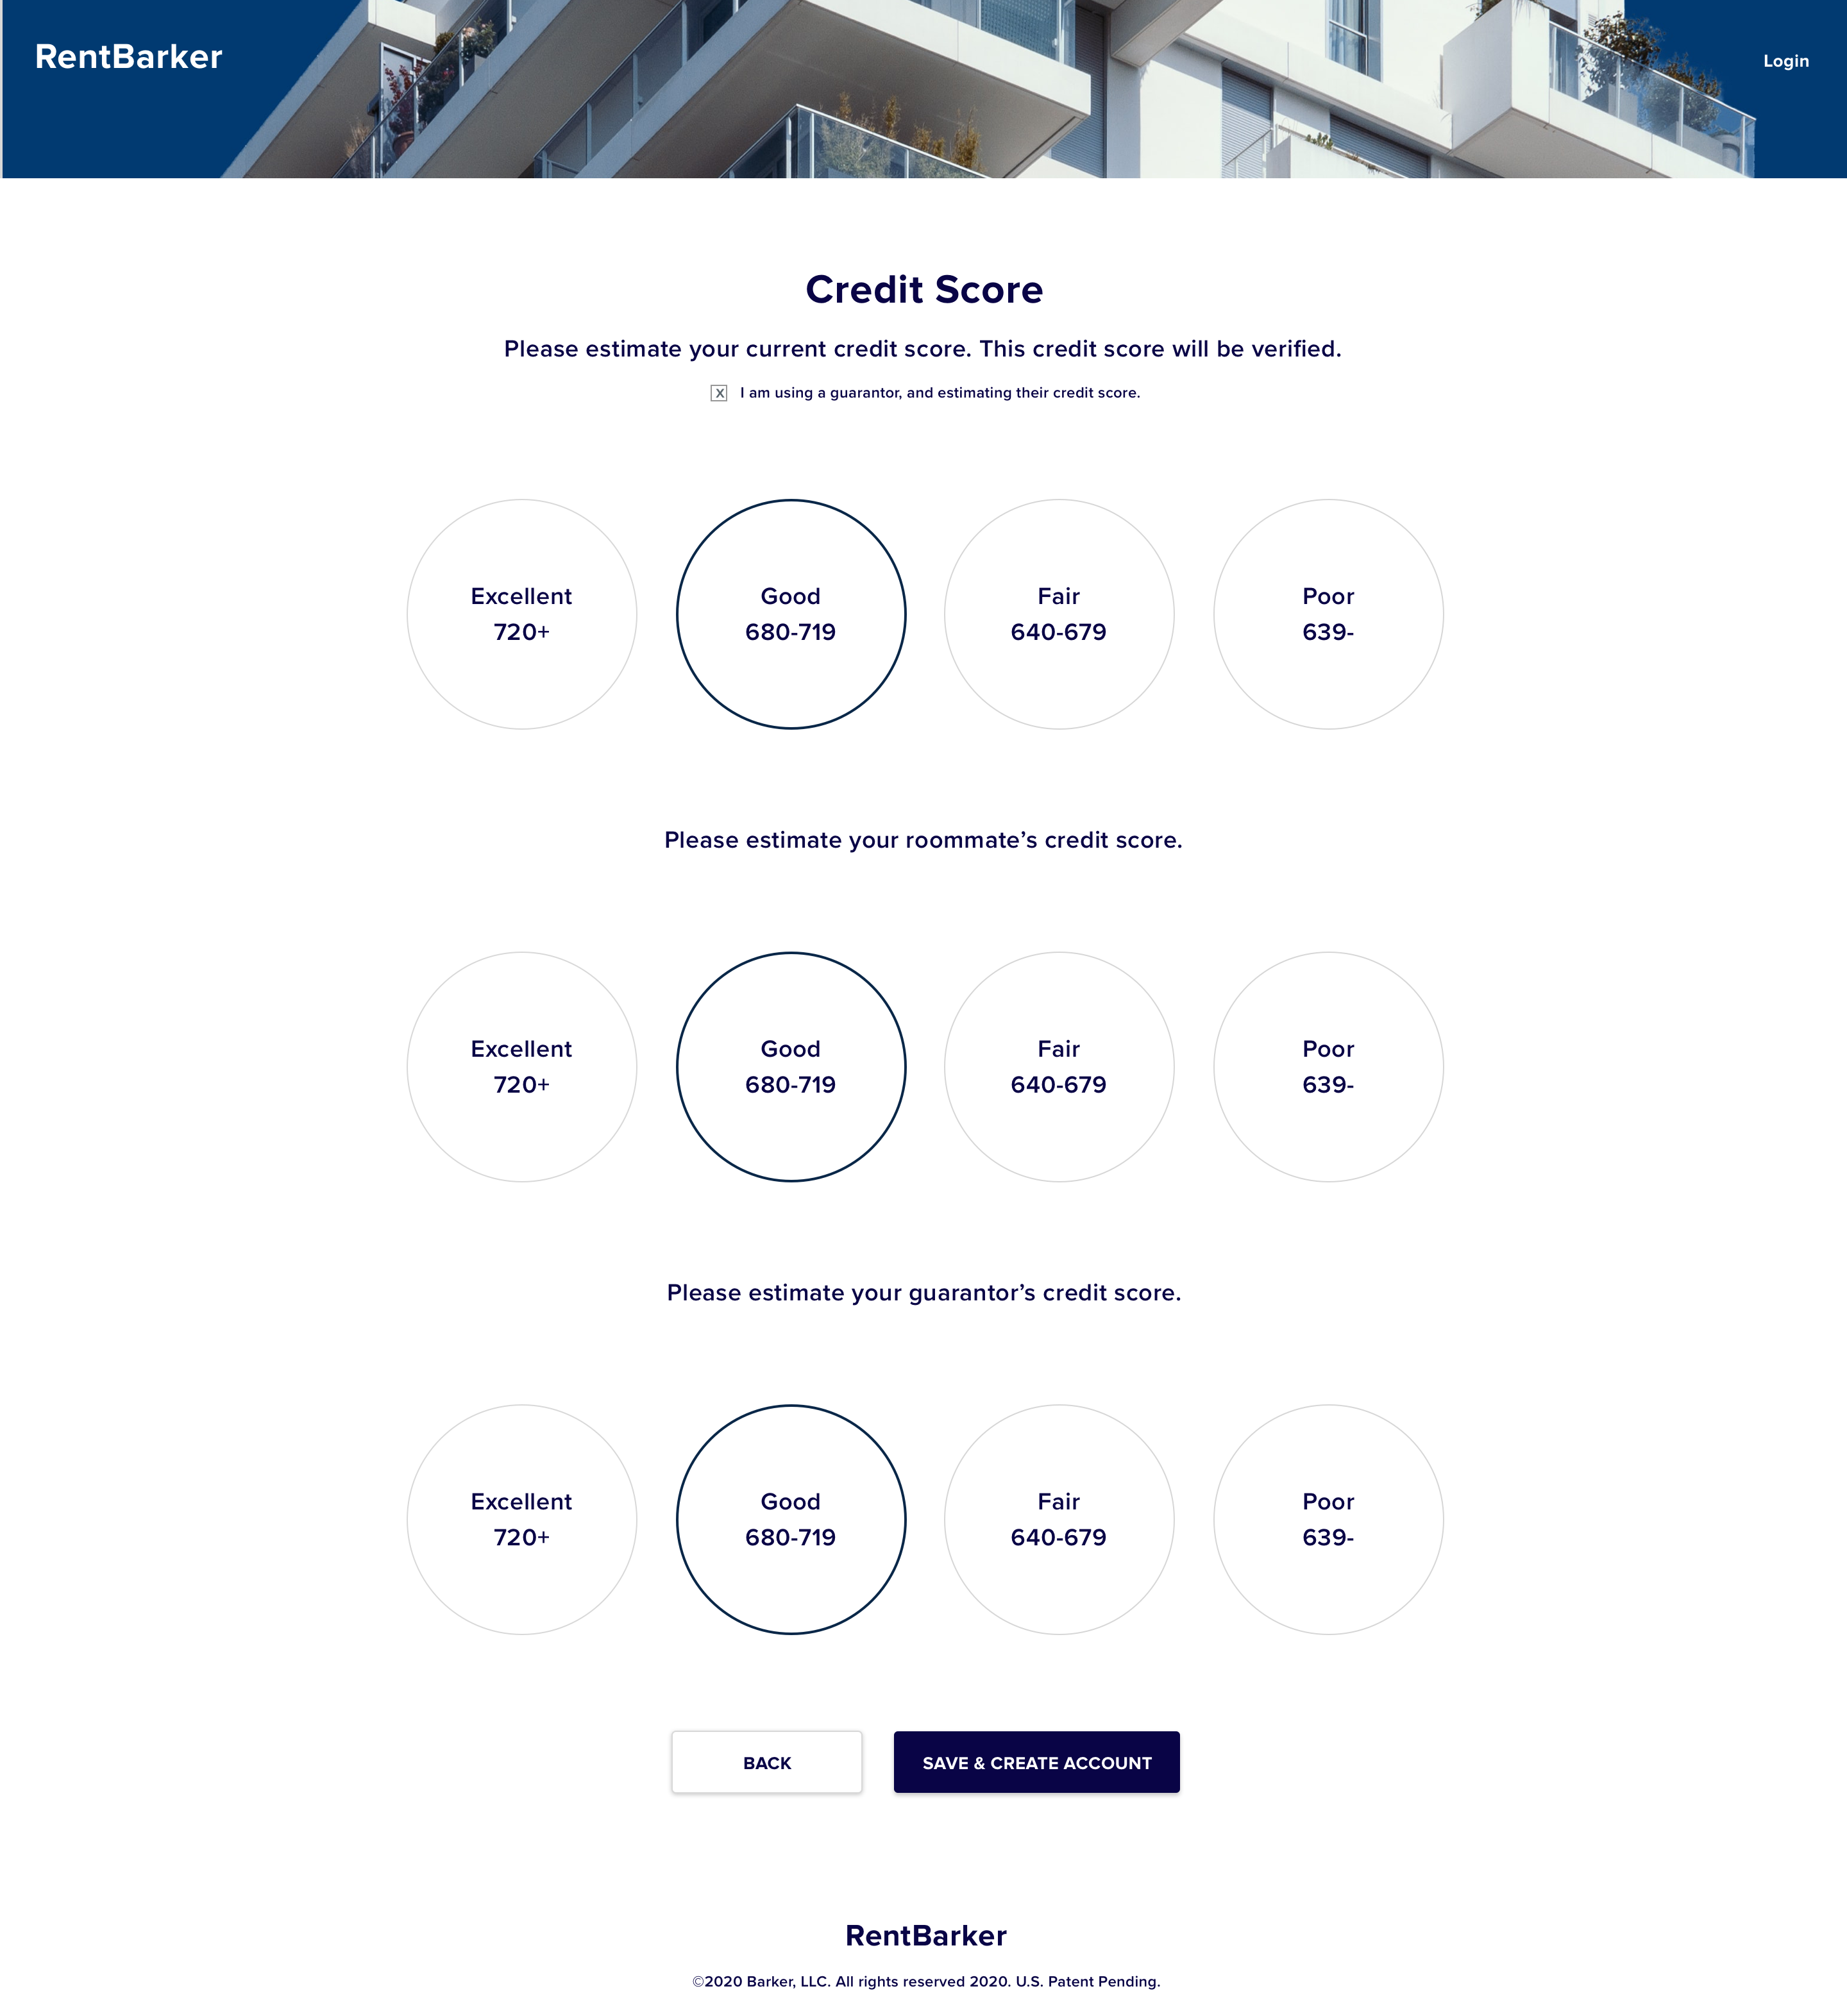 RentBarker
Login
Credit Score
Please estimate your current credit score. This credit score will be verified.
X I am using a guarantor, and estimating their credit score.
Excellent
720+
Good
680-719
Fair
640-679
Poor
639-
Please estimate your roommate’s credit score.
Excellent
720+
Good
680-719
Fair
640-679
Poor
639-
Please estimate your guarantor’s credit score.
Excellent
720+
Good
680-719
Fair
640-679
Poor
639-
BACK
SAVE & CREATE ACCOUNT
RentBarker
©2020 Barker, LLC. All rights reserved 2020. U.S. Patent Pending.